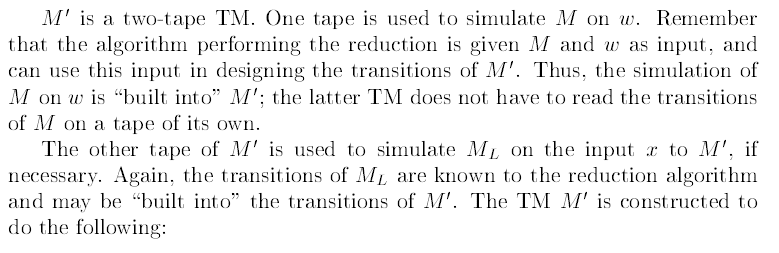 M′ is a two-tape TM. One tape is used to simulate M on w. Remember
that the algorithm performing the reduction is given M and w as input, and
can use this input in designing the transitions of M′. Thus, the simulation of
M on w is “built into” M′; the latter TM does not have to read the transitions
of M on a tape of its own.
The other tape of M′ is used to simulate M_L on the input x to M′, if
necessary. Again, the transitions of M_L are known to the reduction algorithm
and may be “built into” the transitions of M′. The TM M′ is constructed to
do the following: